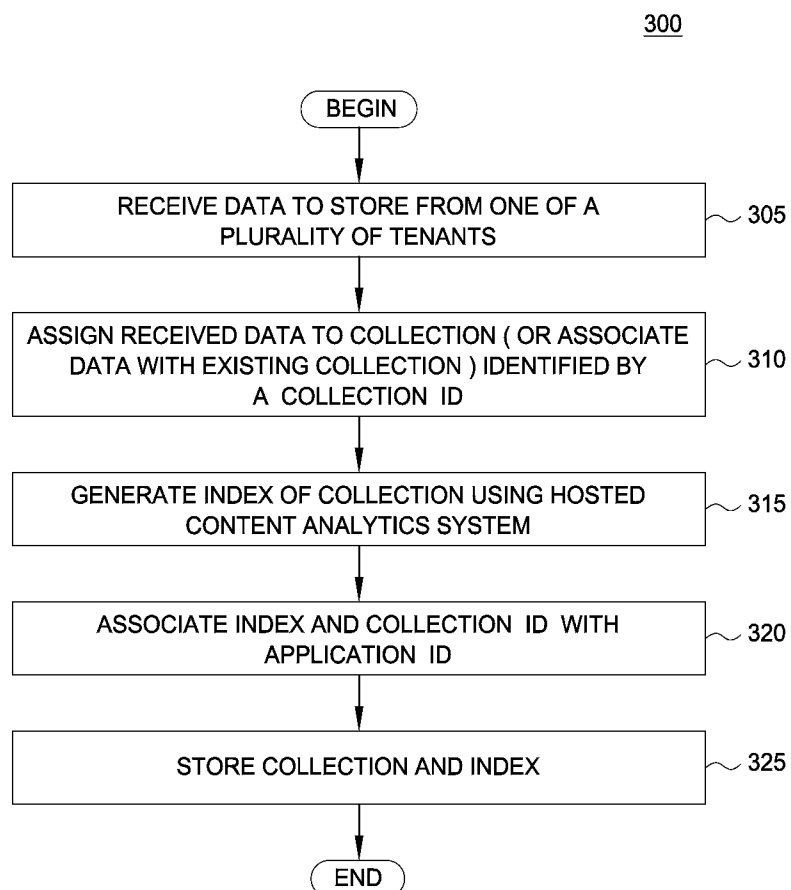 300
BEGIN
RECEIVE DATA TO STORE FROM ONE OF A
PLURALITY OF TENANTS
305
ASSIGN RECEIVED DATA TO COLLECTION ( OR ASSOCIATE
DATA WITH EXISTING COLLECTION ) IDENTIFIED BY
A COLLECTION ID
310
GENERATE INDEX OF COLLECTION USING HOSTED
CONTENT ANALYTICS SYSTEM
315
ASSOCIATE INDEX AND COLLECTION ID WITH
APPLICATION ID
320
STORE COLLECTION AND INDEX
325
END